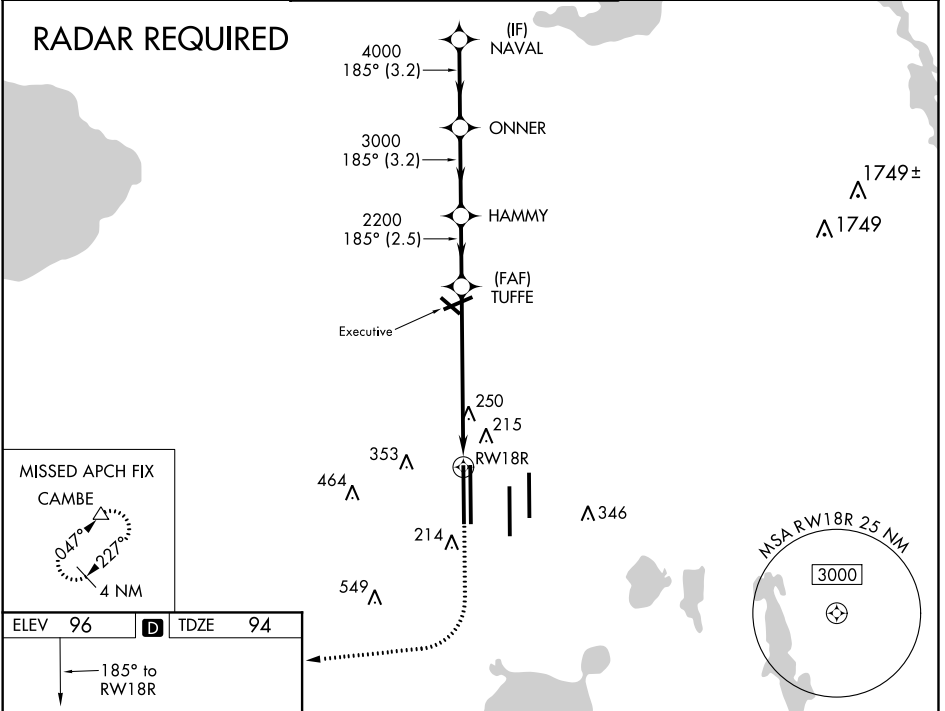 RADAR REQUIRED
(IF)
NAVAL
4000
185° (3.2)
ONNER
3000
185° (3.2)
HAMMY
2200
185° (2.5)
(FAF)
TUFFE
Executive
1749±
1749
250
215
RW18R
353
464
346
214
549
MISSED APCH FIX
CAMBE
047°
227°
4 NM
MSA RW18R 25 NM
3000
ELEV 96 D TDZE 94
185° to
RW18R